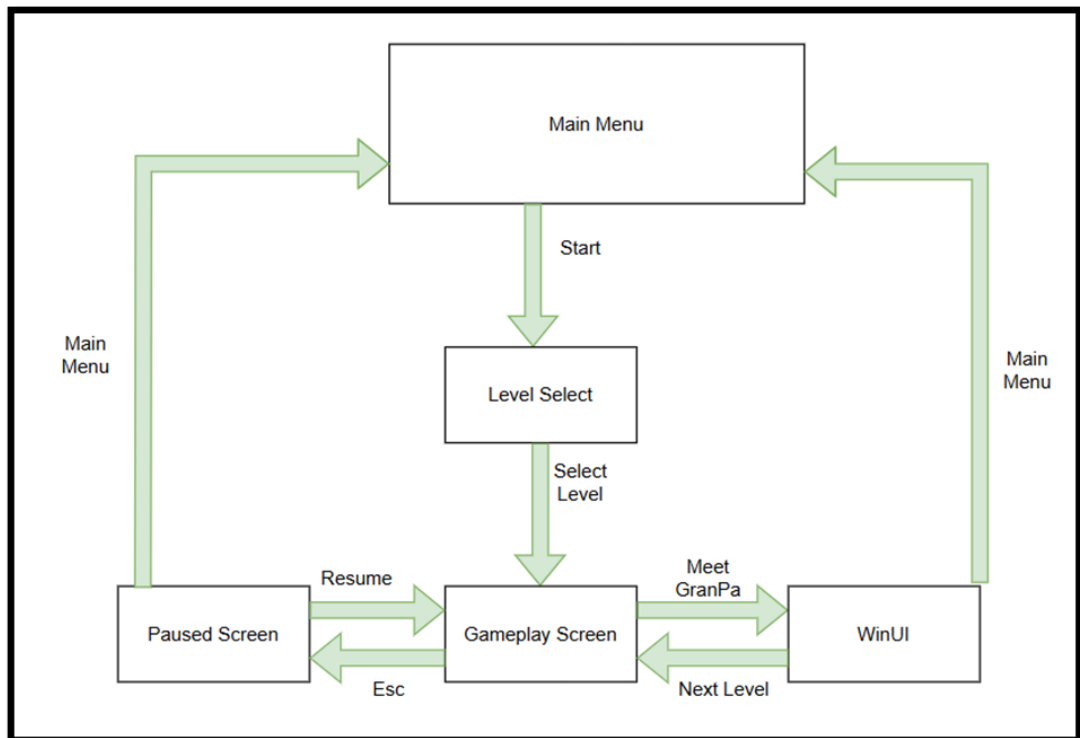 Main Menu
Start
Main
Menu
Main
Menu
Level Select
Select
Level
Resume
Meet
GranPa
Paused Screen
Gameplay Screen
WinUI
Esc
Next Level